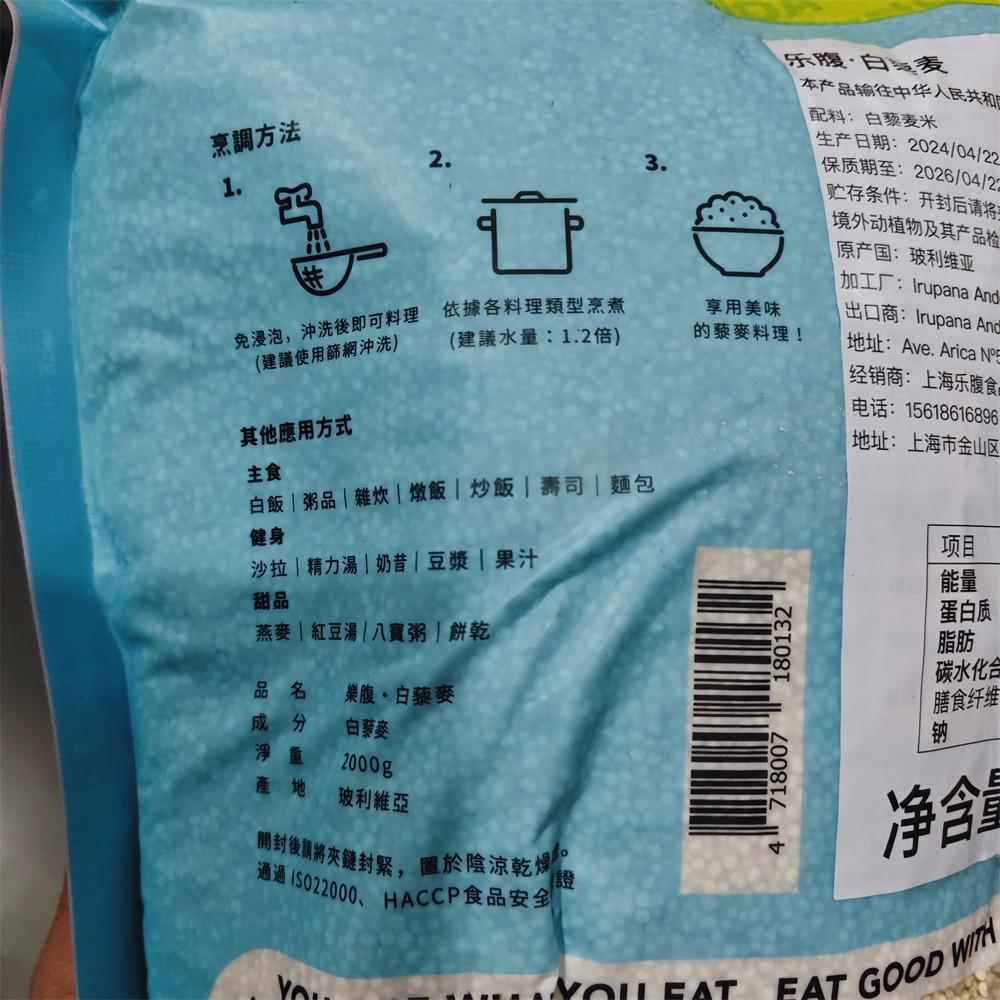 烹調方法
1.
免浸泡，沖洗後即可料理
(建議使用篩網沖洗)
2.
依據各料理類型烹煮
(建議水量：1.2倍)
3.
享用美味
的藜麥料理！
其他應用方式
主食
白飯｜粥品｜雜炊｜燉飯｜炒飯｜壽司｜麵包
健身
沙拉｜精力湯｜奶昔｜豆漿｜果汁
甜品
燕麥｜紅豆湯｜八寶粥｜餅乾
品名 樂腹·白藜麥
成分 白藜麥
淨重 2000g
產地 玻利維亞
開封後請將夾鏈封緊，置於陰涼乾燥。
通過 ISO22000、HACCP食品安全證
4 718007 180132
乐腹·白麦
本产品输往中华人民共和
配料：白藜麦米
生产日期：2024/04/22
保质期至：2026/04/2
贮存条件：开封后请将
境外动植物及其产品检
原产国：玻利维亚
加工厂：Irupana And
出口商：Irupana And
地址：Ave. Arica Nº
经销商：上海乐腹食
电话：15618616896
地址：上海市金山区
项目
能量
蛋白质
脂肪
碳水化合
膳食纤维
钠
净含量
YOU EAT EAT GOOD WITH